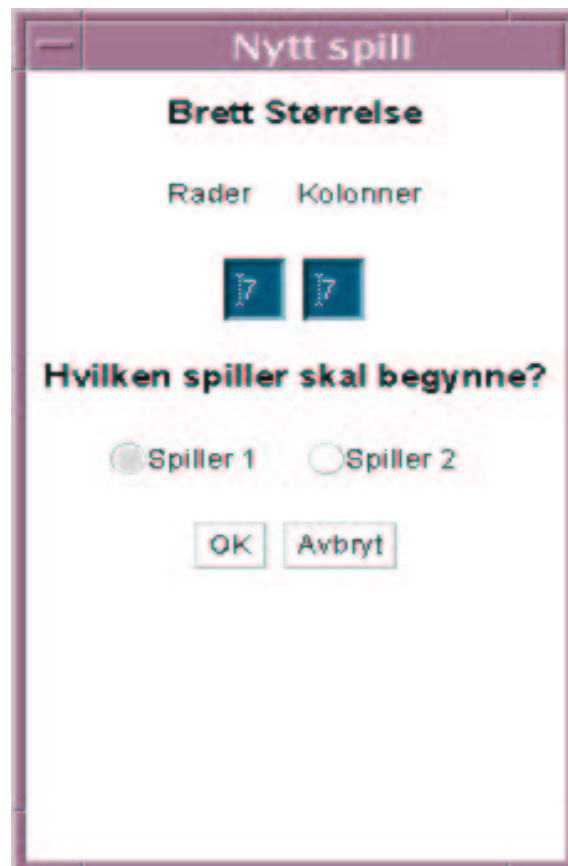 Nytt spill
Brett Størrelse
Rader Kolonner
7 7
Hvilken spiller skal begynne?
Spiller 1 Spiller 2
OK Avbryt